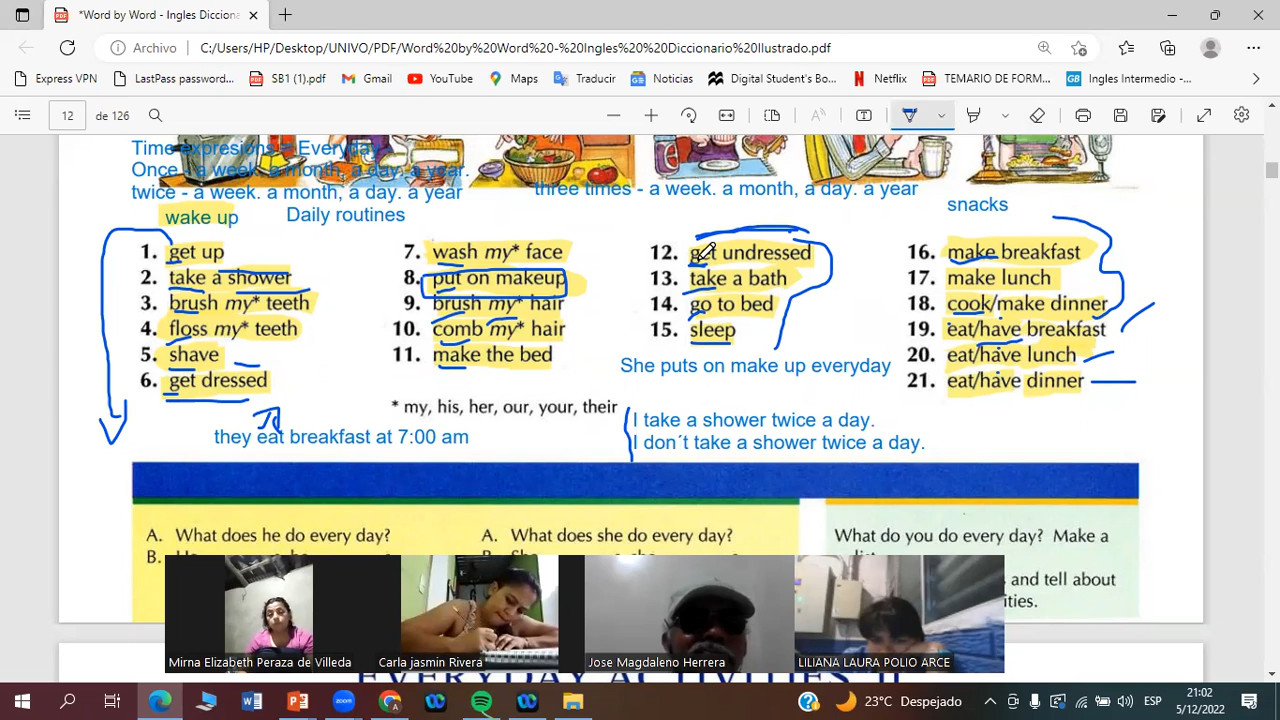 *Word by Word - Ingles Diccionar
Archivo C:/Users/HP/Desktop/UNIVO/PDF/Word%20by%20Word%20-%20Ingles%20%20Diccionario%20Ilustrado.pdf
Express VPN LastPass password... SB1 (1).pdf Gmail YouTube Maps Traducir Noticias Digital Student's Bo... Netflix TEMARIO DE FORM... Ingles Intermedio -...
12 de 126
Time expresions = Everyday -
Once - a week. a month, a day. a year.
twice - a week. a month, a day. a year
three times - a week. a month, a day. a year
wake up
Daily routines
snacks
1. get up
2. take a shower
3. brush my* teeth
4. floss my* teeth
5. shave
6. get dressed
7. wash my* face
8. put on makeup
9. brush my* hair
10. comb my* hair
11. make the bed
* my, his, her, our, your, their
12. get undressed
13. take a bath
14. go to bed
15. sleep
16. make breakfast
17. make lunch
18. cook/make dinner
19. eat/have breakfast
20. eat/have lunch
21. eat/have dinner
She puts on make up everyday
they eat breakfast at 7:00 am
I take a shower twice a day.
I don´t take a shower twice a day.
A. What does he do every day?
B.
A. What does she do every day?
What do you do every day? Make a
and tell about
ities.
Mirna Elizabeth Peraza de Villeda
Carla jasmin Rivera
Jose Magdaleno Herrera
LILIANA LAURA POLIO ARCE
EVERYDAY ACTIVITIES II
23°C Despejado
ESP
21:02
5/12/2022